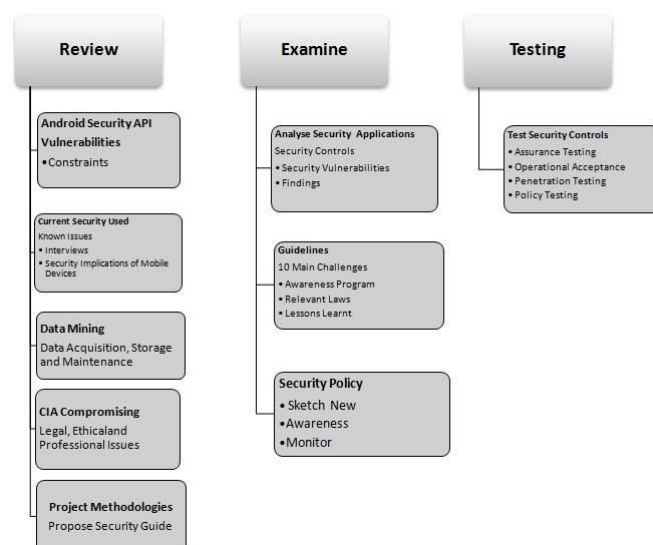 Review
Android Security API
Vulnerabilities
•Constraints
Current Security Used
Known Issues
• Interviews
• Security Implications of Mobile
Devices
Data Mining
Data Acquisition, Storage
and Maintenance
CIA Compromising
Legal, Ethicaland
Professional Issues
Project Methodologies
Propose Security Guide
Examine
Analyse Security Applications
Security Controls
• Security Vulnerabilities
• Findings
Guidelines
10 Main Challenges
• Awareness Program
• Relevant Laws
• Lessons Learnt
Security Policy
• Sketch New
•Awareness
•Monitor
Testing
Test Security Controls
• Assurance Testing
• Operational Acceptance
• Penetration Testing
• Policy Testing